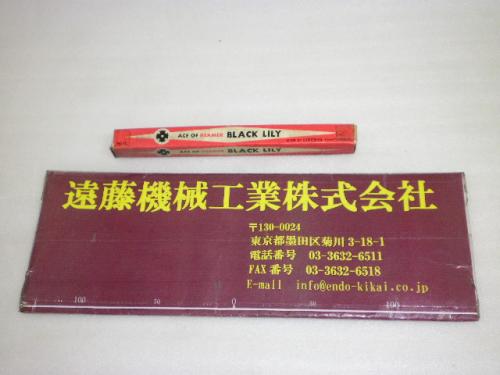 ACE OF REAMER BLACK LILY
ACE OF REAMER BLACK LILY
遠藤機械工業株式会社
〒130-0024
東京都墨田区菊川3-18-1
電話番号 03-3632-6511
FAX番号 03-3632-6518
E-mail info@endo-kikai.co.jp
100 50 0 50 100